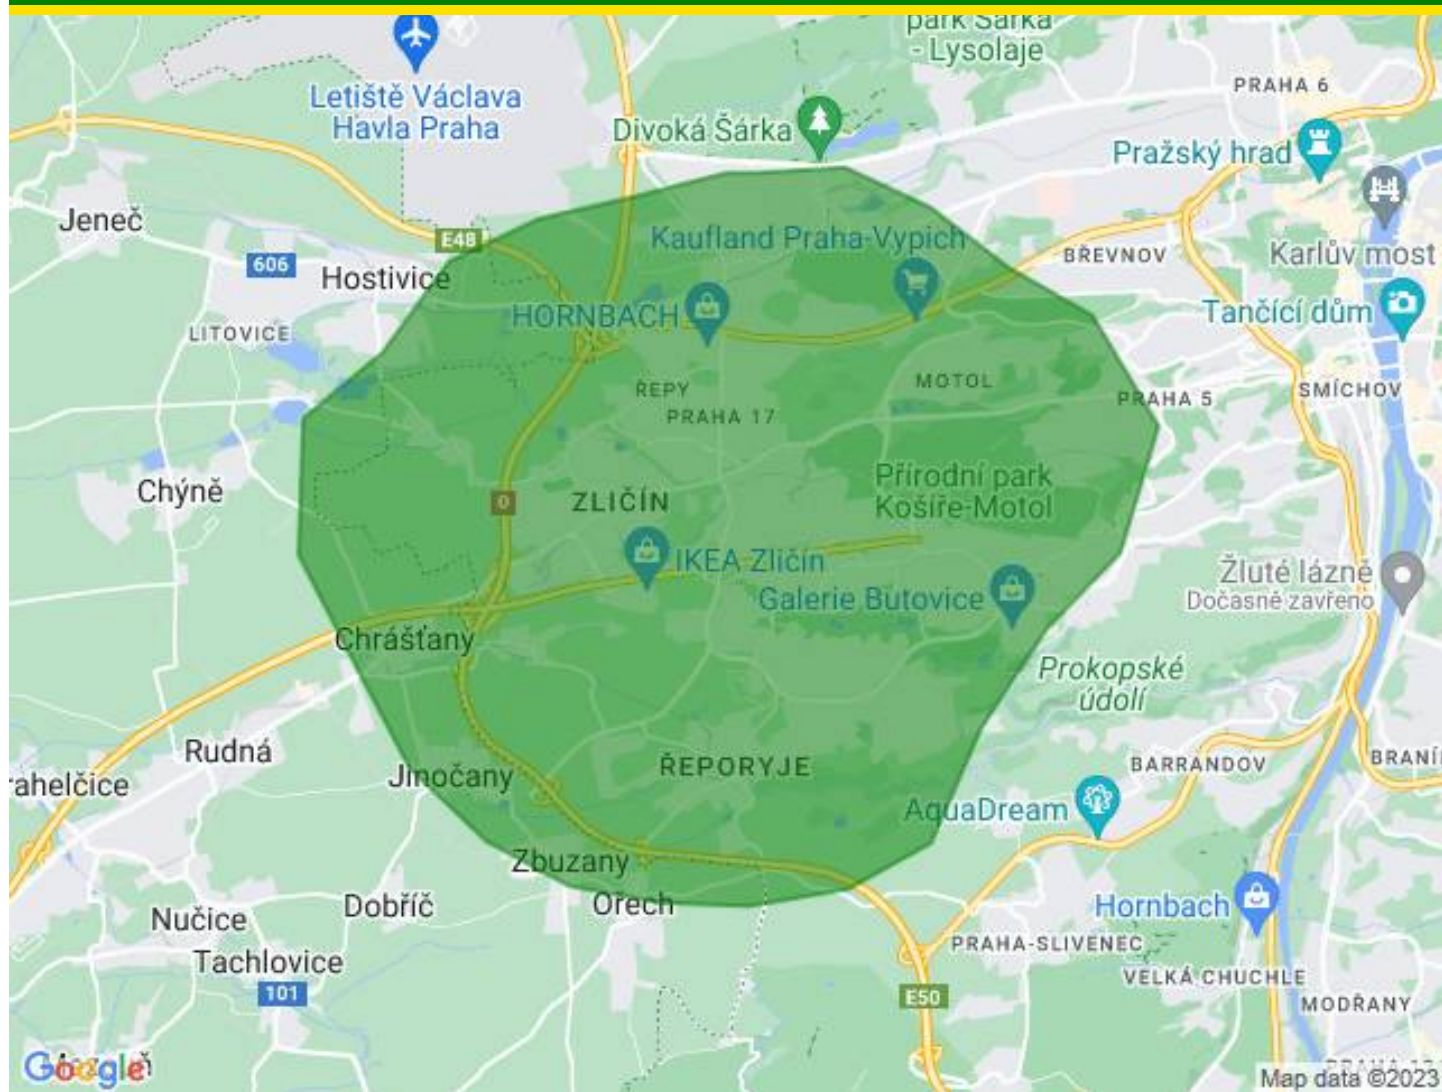 park Šárka
- Lysolaje
PRAHA 6
Letiště Václava
Havla Praha
Divoká Šárka
Pražský hrad
Jeneč
E48
Kaufland Praha-Vypich
BŘEVNOV
Karlův most
606
Hostivice
HORNBACH
Tančící dům
LITOVICE
ŘEPY
MOTOL
SMÍCHOV
PRAHA 5
PRAHA 17
Chýně
ZLIČÍN
Přírodní park
Košíře-Motol
0
IKEA Zličín
Galerie Butovice
Žluté lázně
Dočasně zavřeno
Chrášťany
Prokopské
údolí
Rudná
Jinočany
ŘEPORYJE
BARRANDOV
BRANÍ
rahelčice
AquaDream
Zbuzany
Nučice
Dobříč
Ořech
Hornbach
Tachlovice
PRAHA-SLIVENEC
VELKÁ CHUCHLE
101
E50
MODŘANY
Google
Map data ©2023